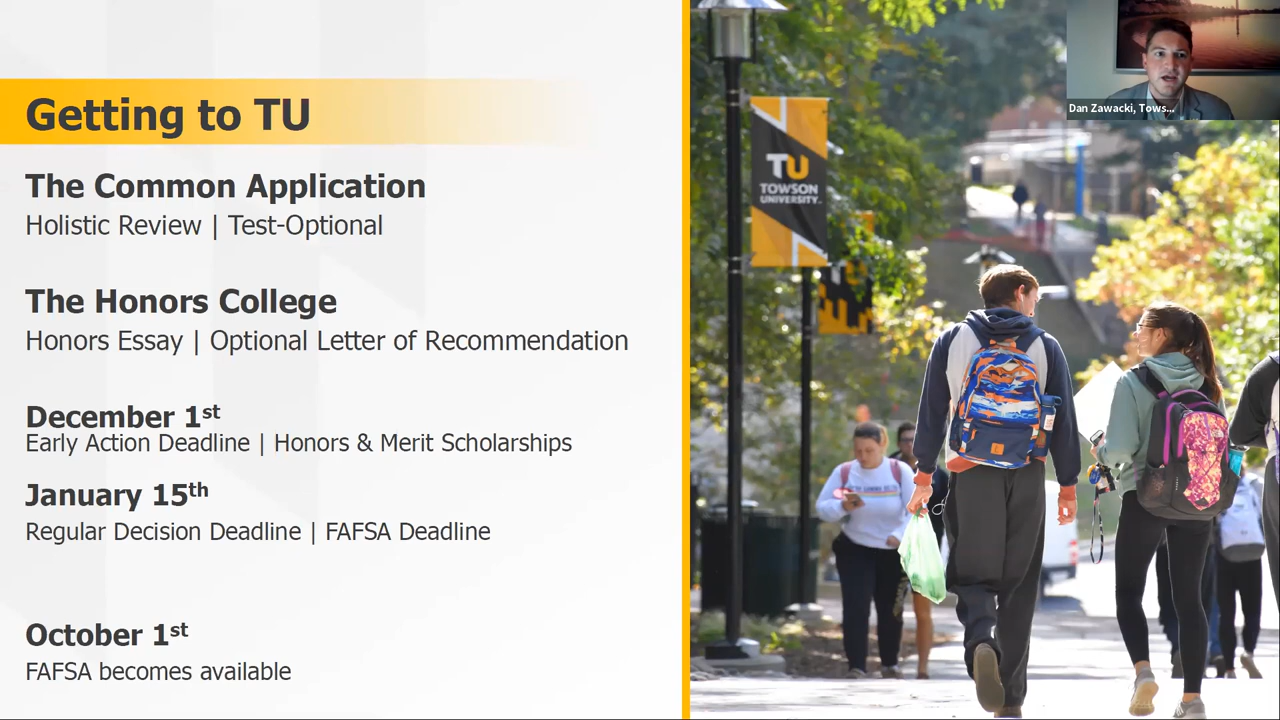 Getting to TU
The Common Application
Holistic Review | Test-Optional
The Honors College
Honors Essay | Optional Letter of Recommendation
December 1st
Early Action Deadline | Honors & Merit Scholarships
January 15th
Regular Decision Deadline | FAFSA Deadline
October 1st
FAFSA becomes available
TU
TOWSON
UNIVERSITY.
Dan Zawacki, Tows...